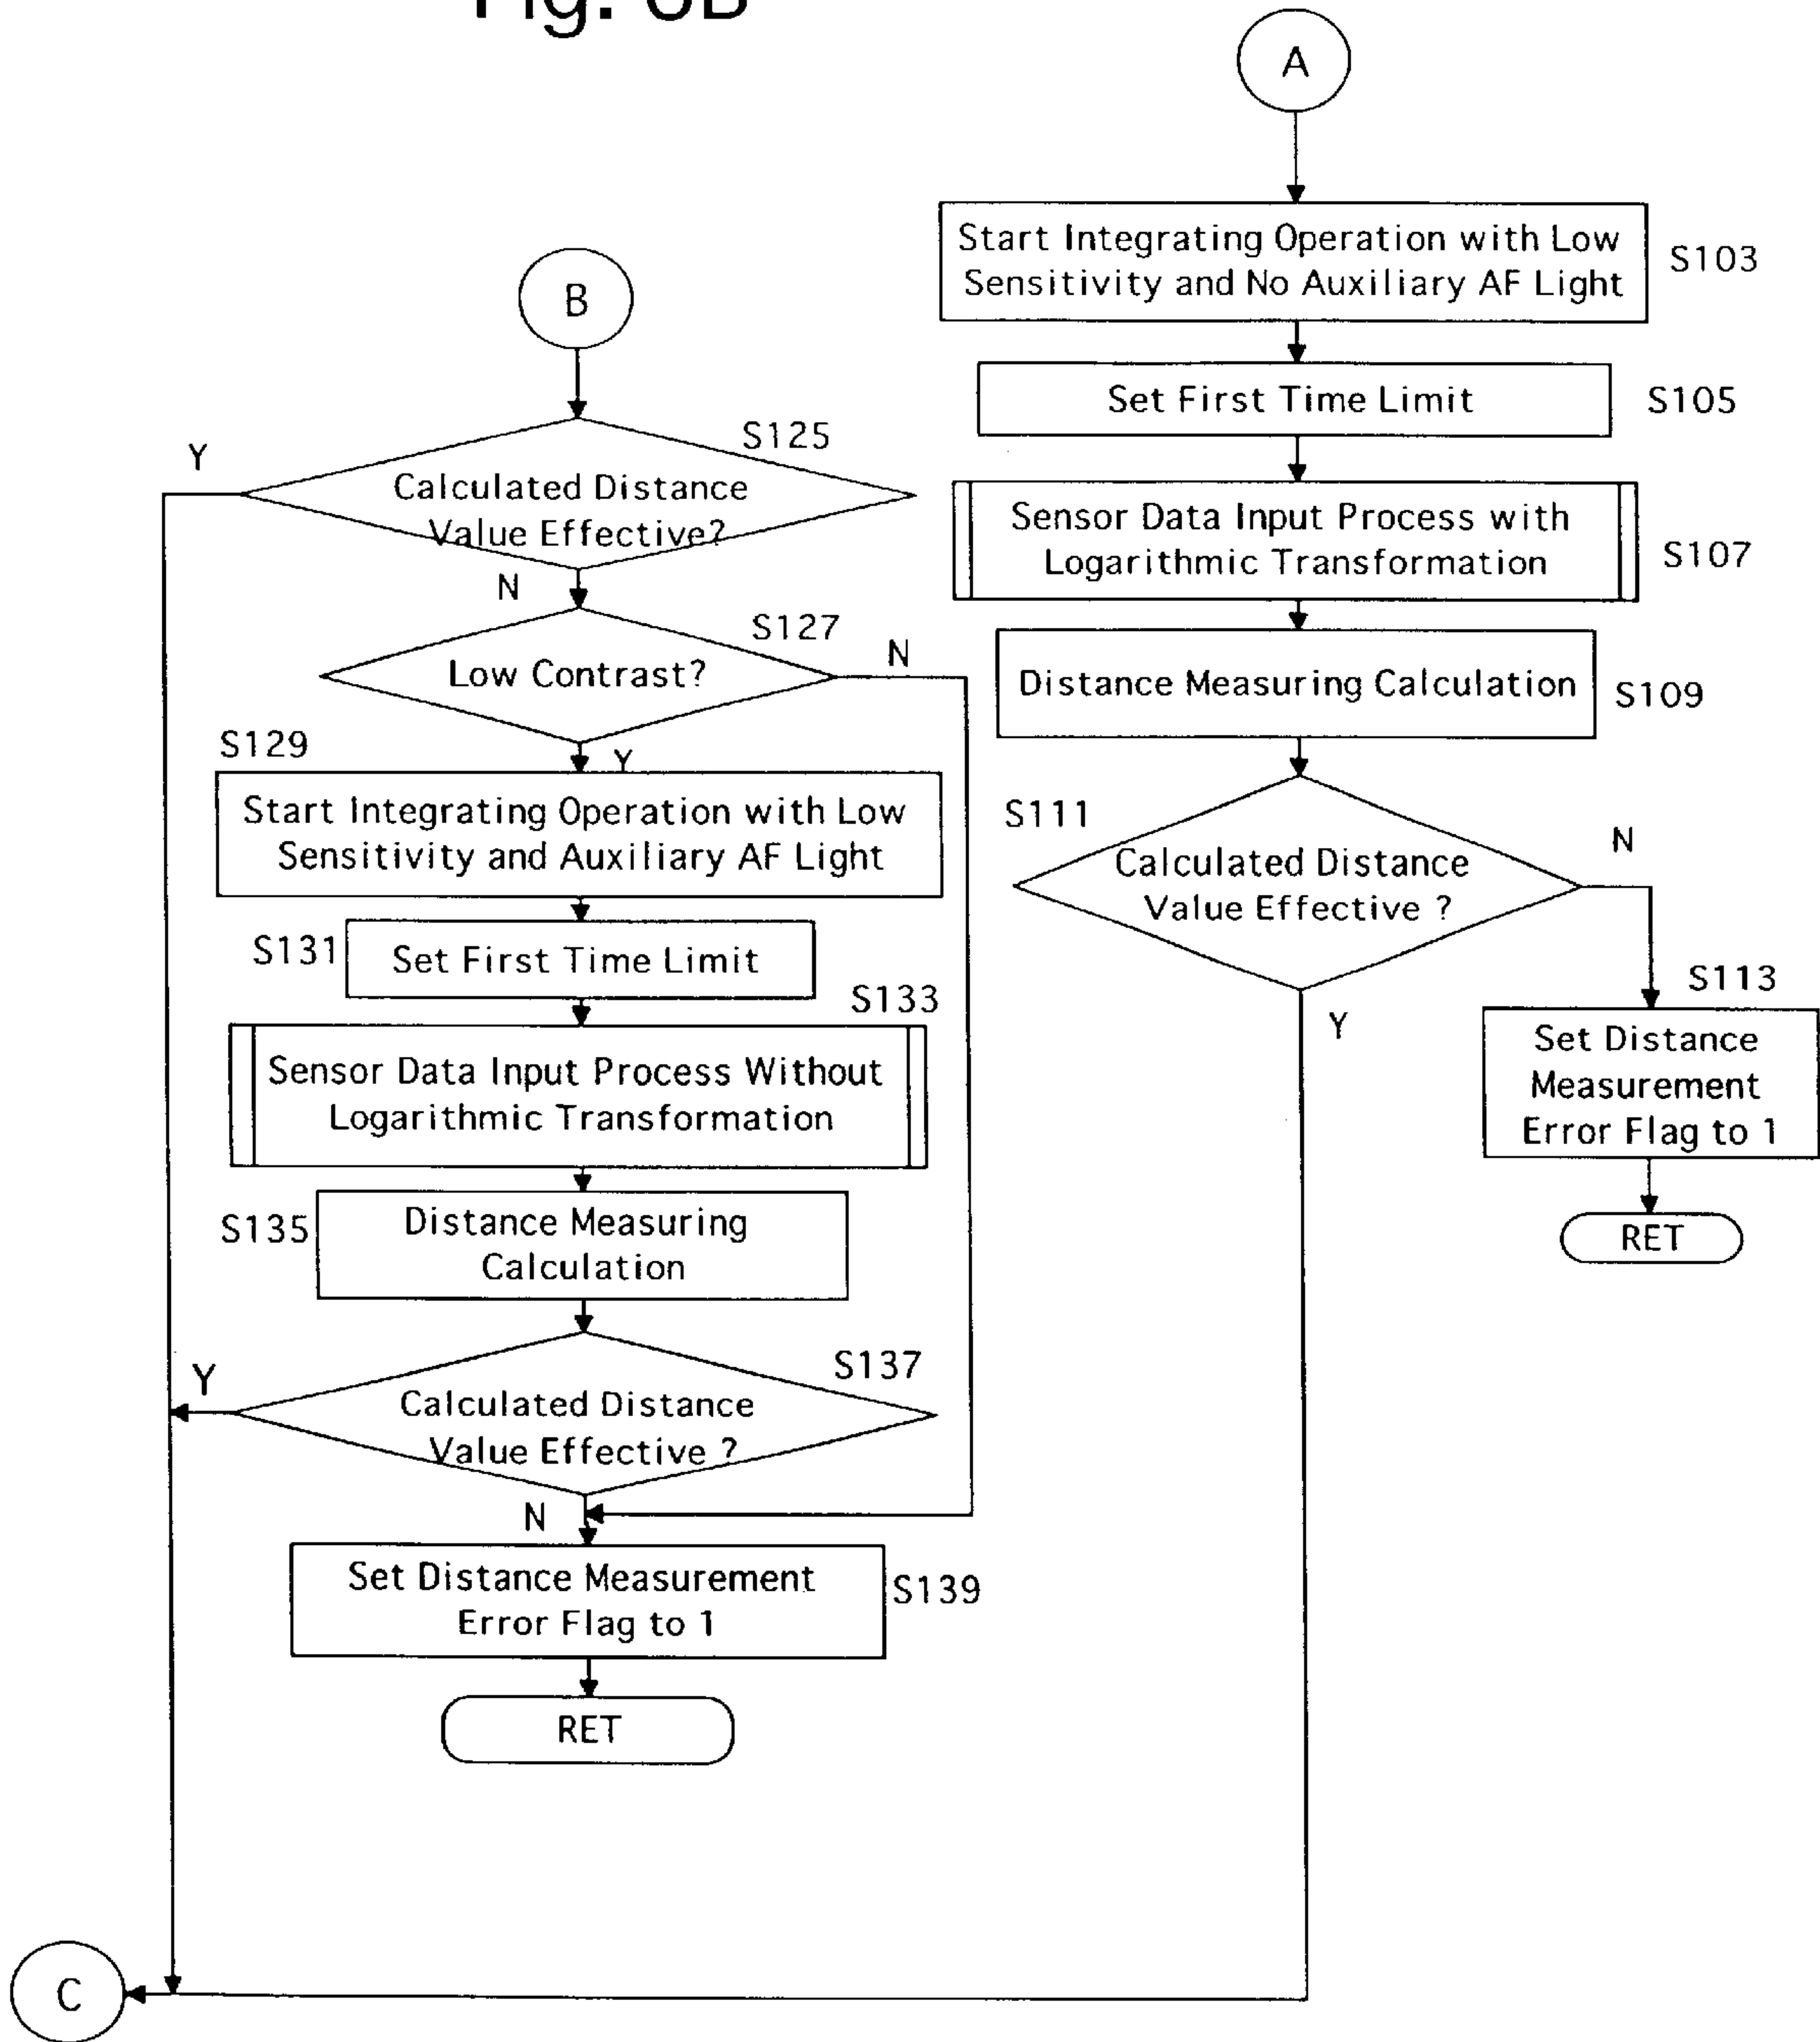 A
Start Integrating Operation with Low
Sensitivity and No Auxiliary AF Light
S103
Set First Time Limit
S105
Sensor Data Input Process with
Logarithmic Transformation
S107
Distance Measuring Calculation
S109
S111
Calculated Distance
Value Effective ?
N
Y
S113
Set Distance
Measurement
Error Flag to 1
RET
B
S125
Y
Calculated Distance
Value Effective?
N
S127
Low Contrast?
N
Y
S129
Start Integrating Operation with Low
Sensitivity and Auxiliary AF Light
S131
Set First Time Limit
S133
Sensor Data Input Process Without
Logarithmic Transformation
S135
Distance Measuring
Calculation
S137
Y
Calculated Distance
Value Effective ?
N
Set Distance Measurement
Error Flag to 1
S139
RET
C